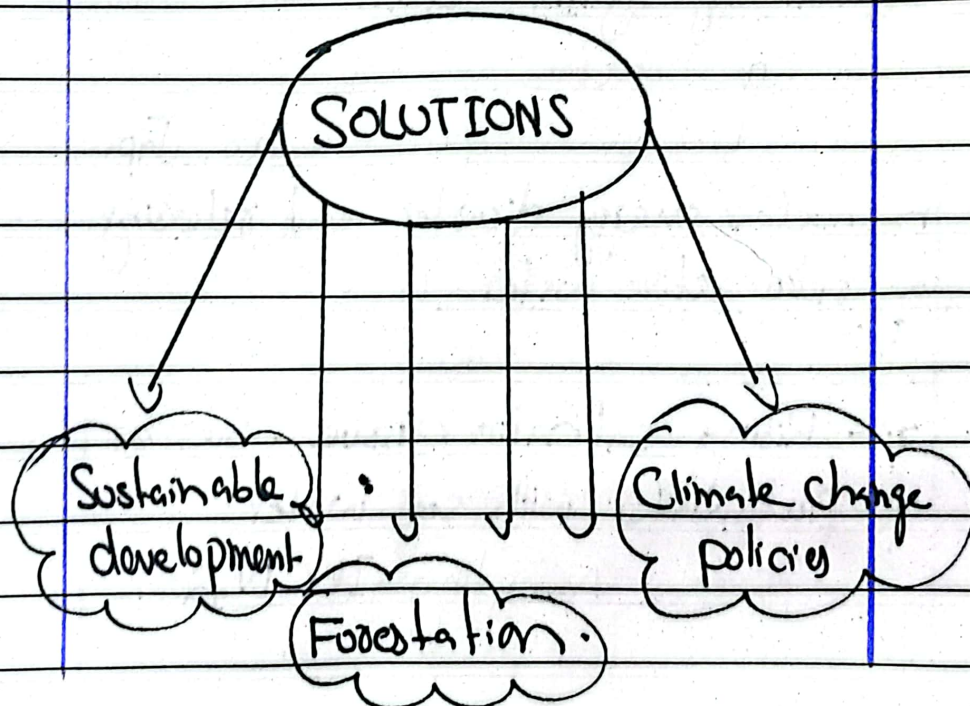 SOLUTIONS
Sustainable
development
Climate change
policies
Forestation.